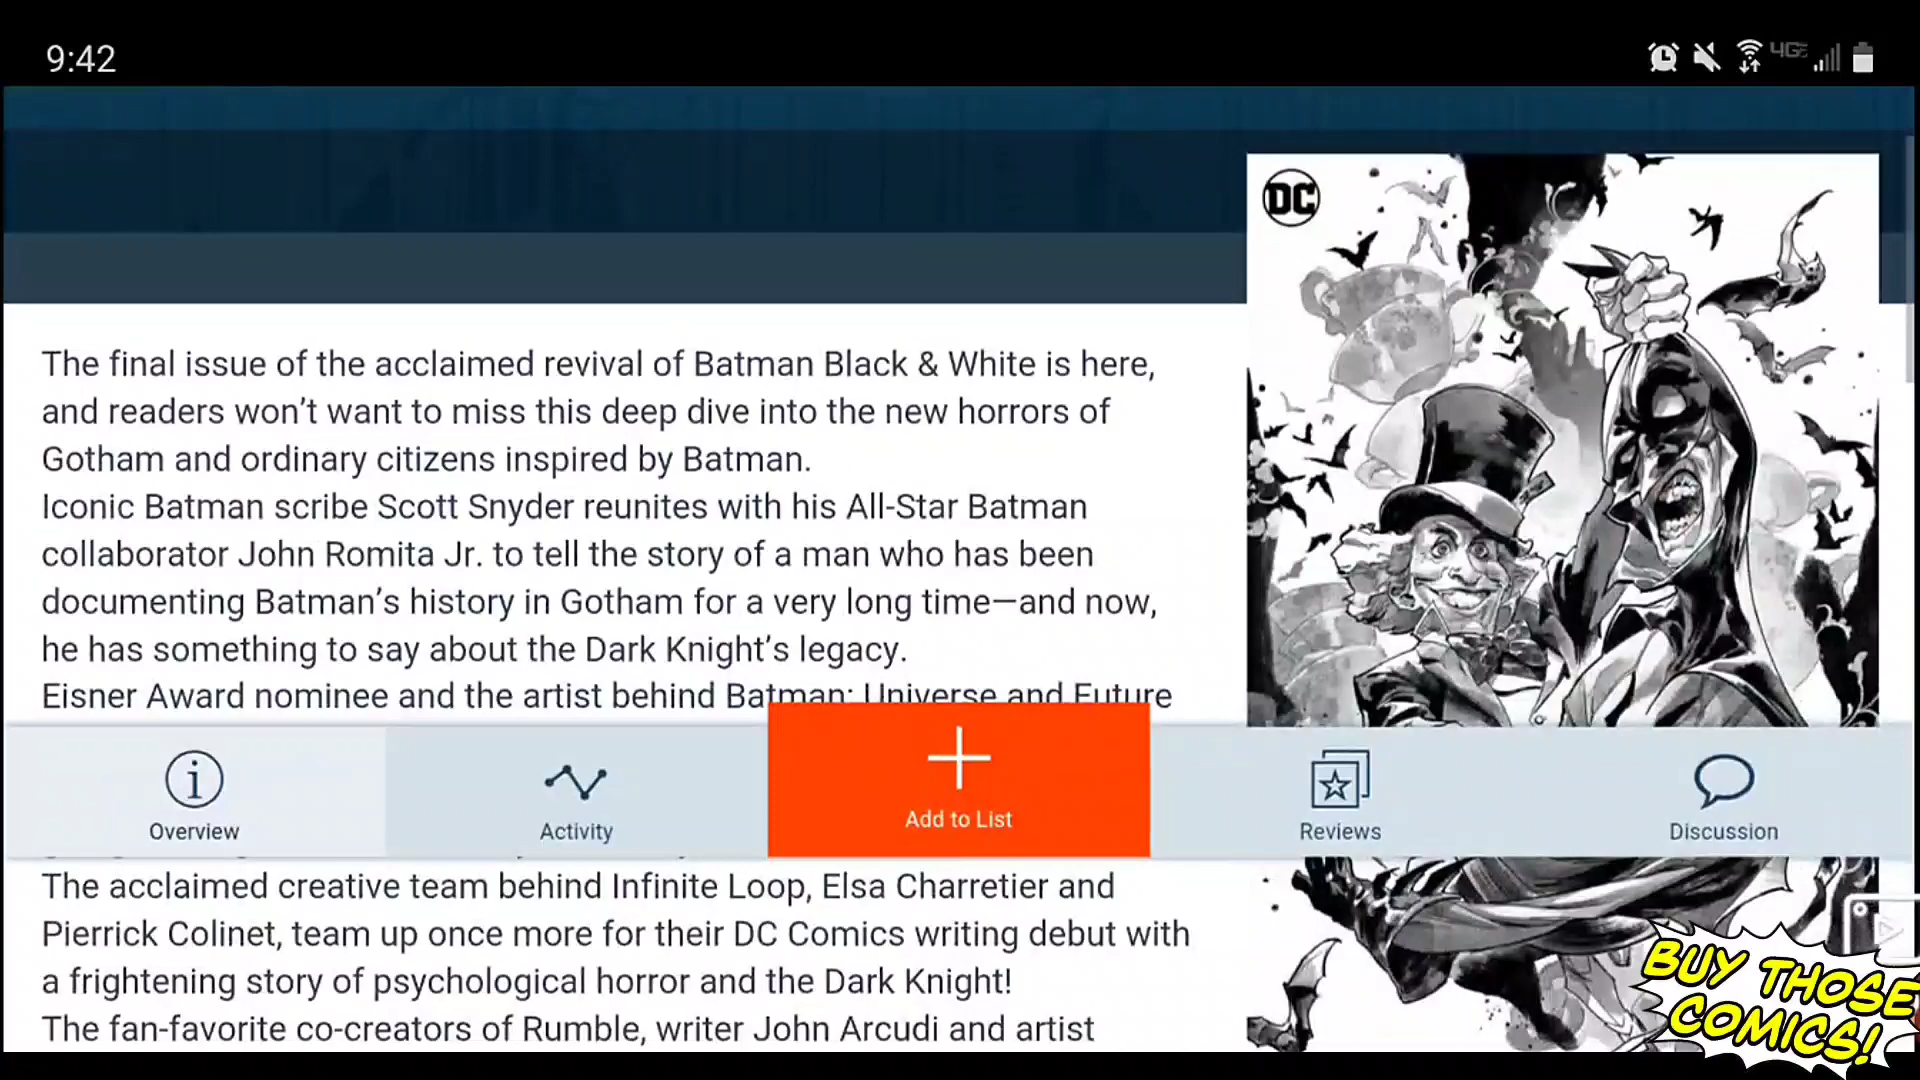 9:42
4GE
DC
The final issue of the acclaimed revival of Batman Black & White is here,
and readers won’t want to miss this deep dive into the new horrors of
Gotham and ordinary citizens inspired by Batman.
Iconic Batman scribe Scott Snyder reunites with his All-Star Batman
collaborator John Romita Jr. to tell the story of a man who has been
documenting Batman’s history in Gotham for a very long time—and now,
he has something to say about the Dark Knight’s legacy.
Eisner Award nominee and the artist behind Batman: Universe and Future
Overview
Activity
Add to List
Reviews
Discussion
The acclaimed creative team behind Infinite Loop, Elsa Charretier and
Pierrick Colinet, team up once more for their DC Comics writing debut with
a frightening story of psychological horror and the Dark Knight!
The fan-favorite co-creators of Rumble, writer John Arcudi and artist
BUY THOSE
COMICS!